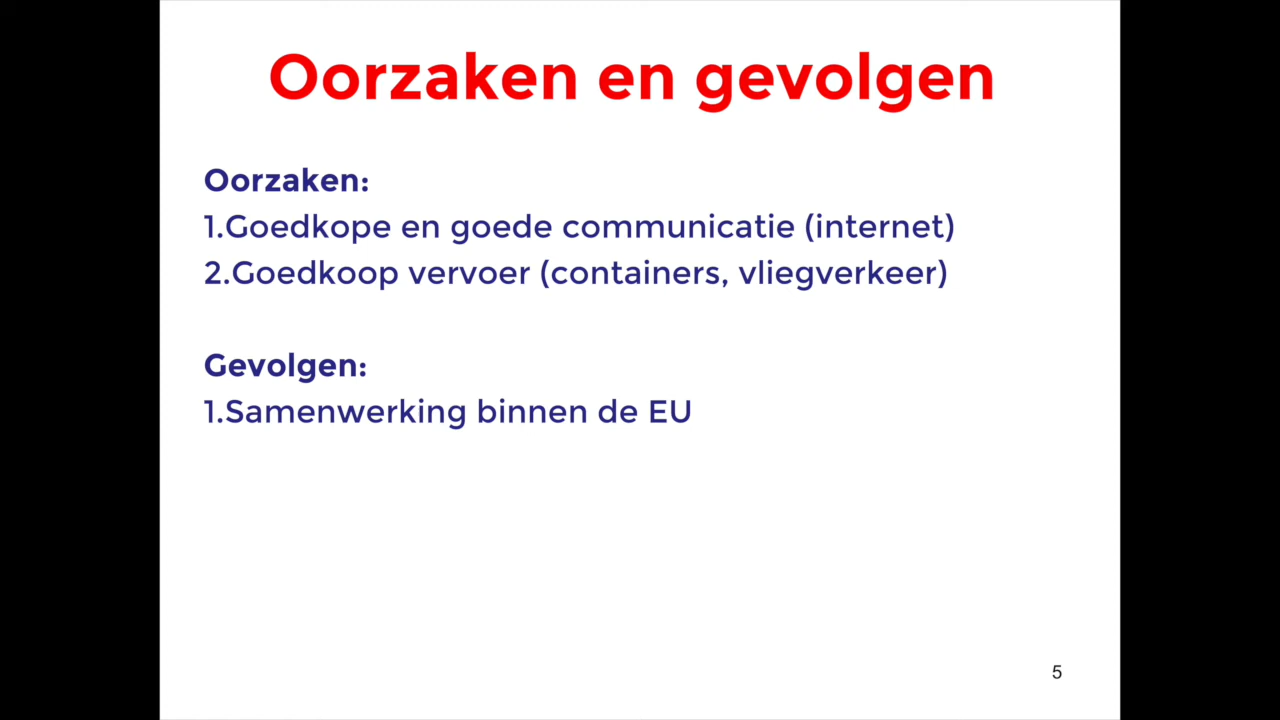 Oorzaken en gevolgen
Oorzaken:
1.Goedkope en goede communicatie (internet)
2.Goedkoop vervoer (containers, vliegverkeer)
Gevolgen:
1.Samenwerking binnen de EU
5